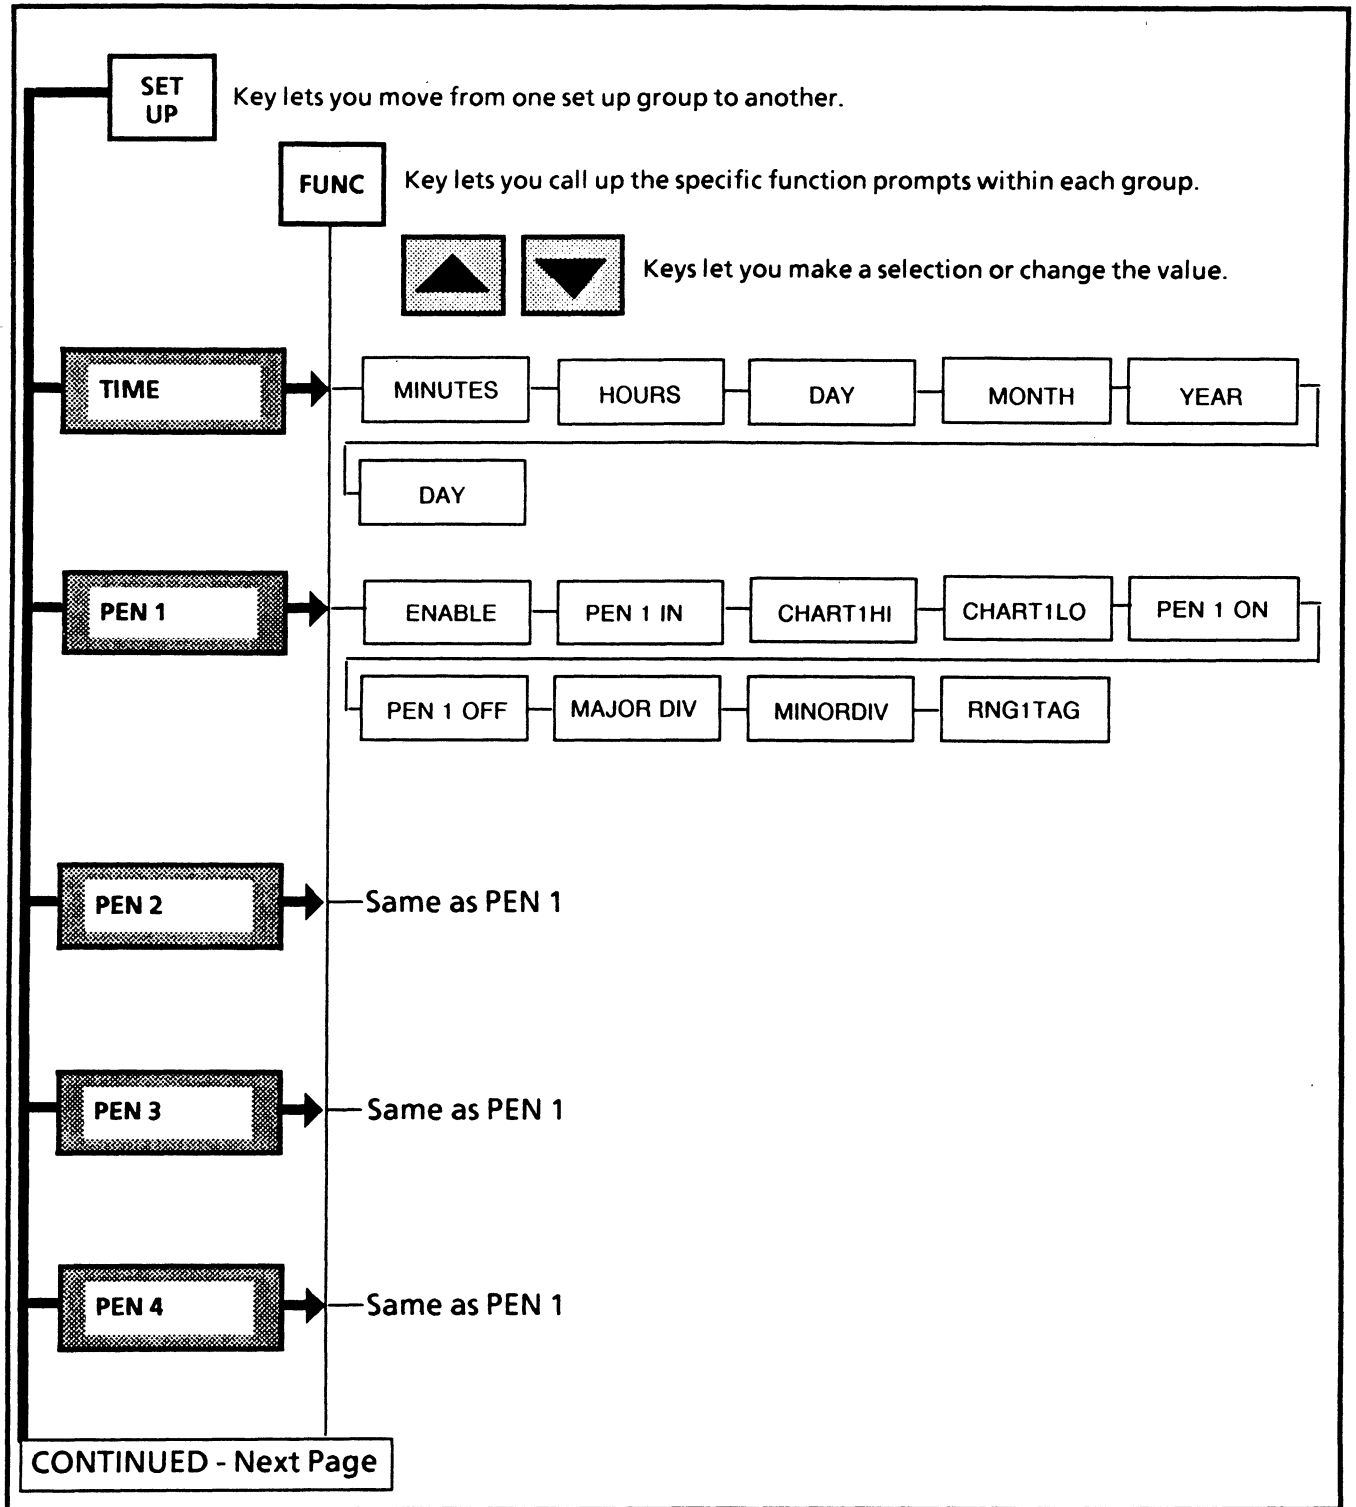 SET
UP
Key lets you move from one set up group to another.
FUNC
Key lets you call up the specific function prompts within each group.
Keys let you make a selection or change the value.
TIME
MINUTES
HOURS
DAY
MONTH
YEAR
DAY
PEN 1
ENABLE
PEN 1 IN
CHART1HI
CHART1LO
PEN 1 ON
PEN 1 OFF
MAJOR DIV
MINORDIV
RNG1TAG
PEN 2
Same as PEN 1
PEN 3
Same as PEN 1
PEN 4
Same as PEN 1
CONTINUED - Next Page